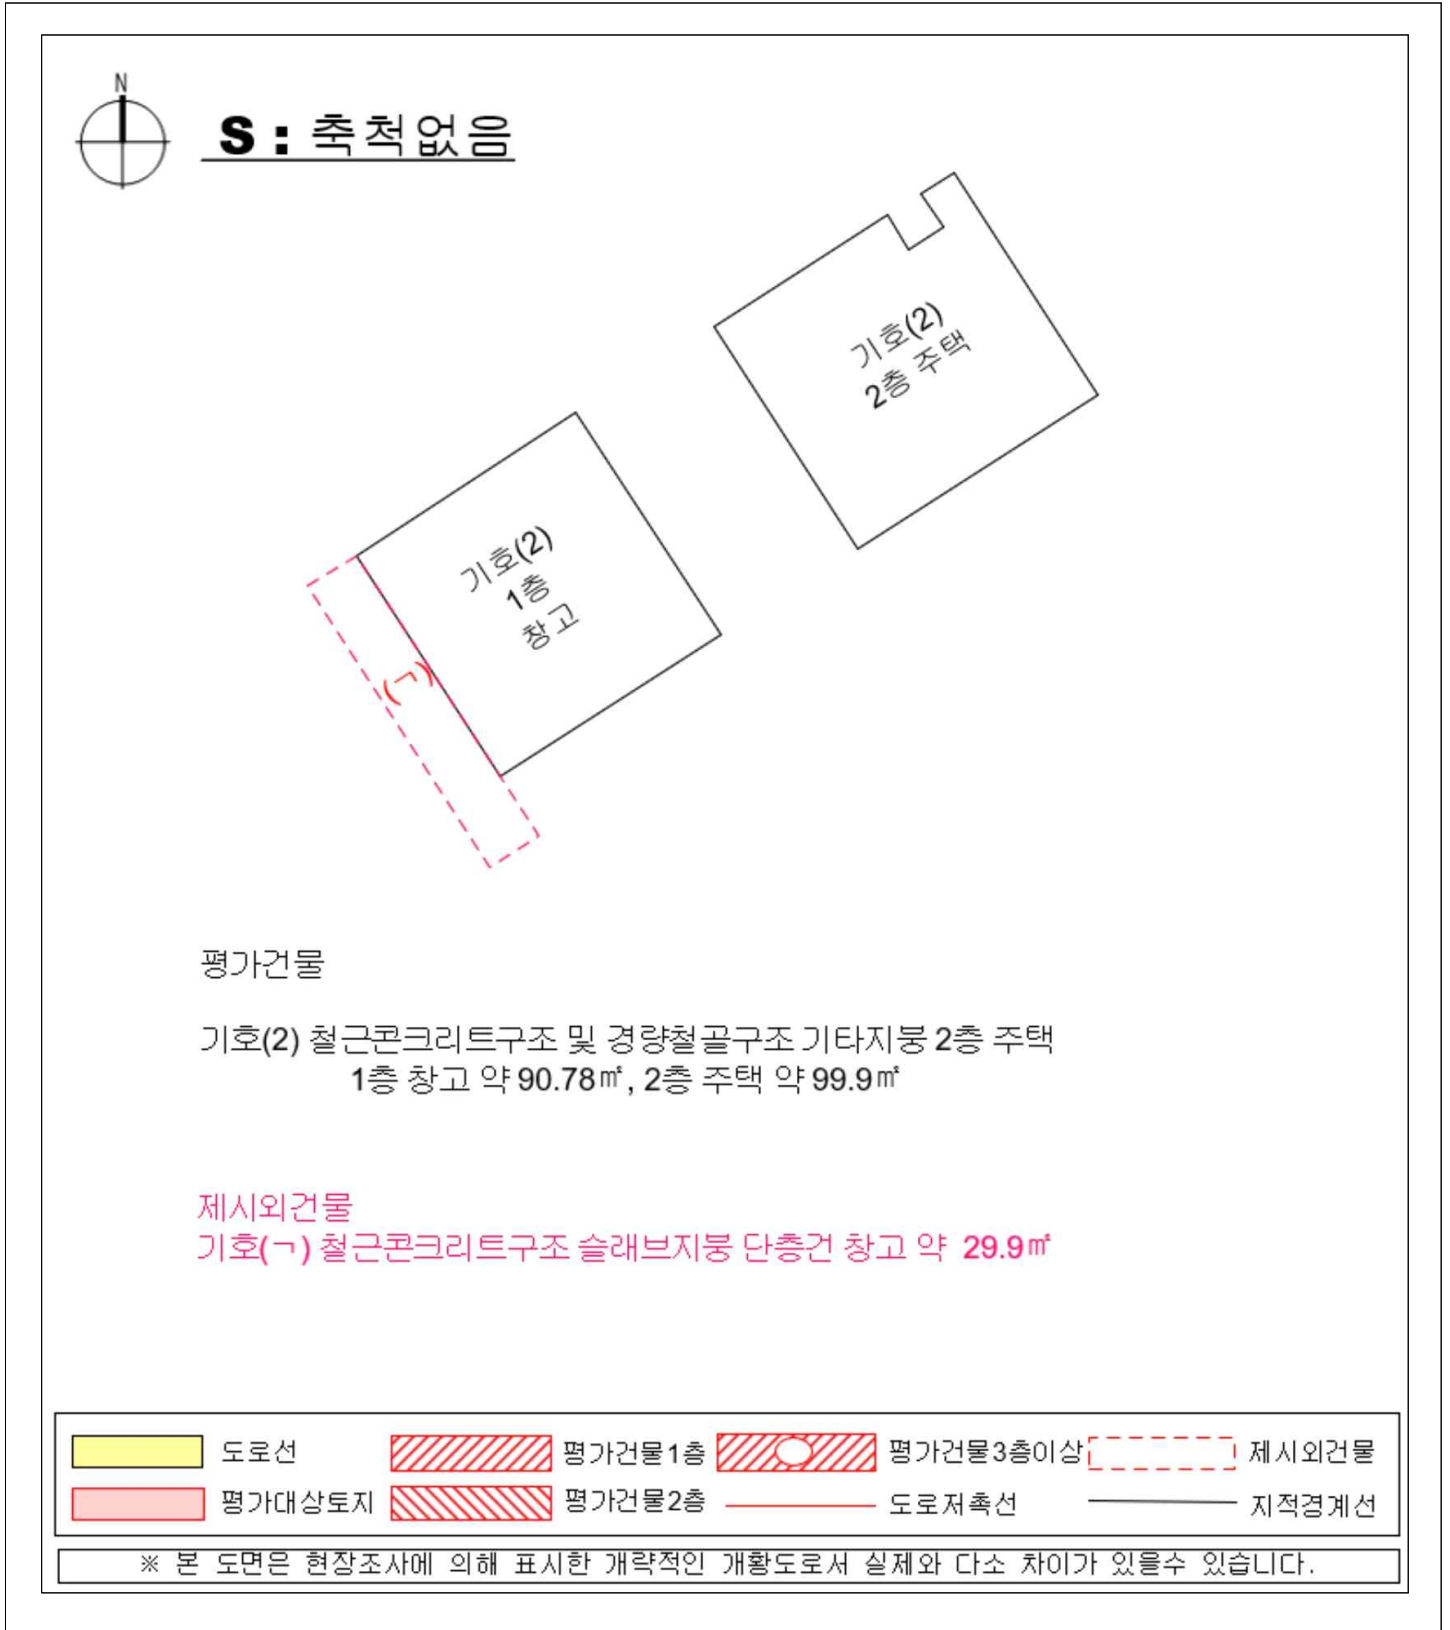 N
S : 축척없음
기호(2)
2층 주택
기호(2)
1층
창고
(ㄱ)
평가건물
기호(2) 철근콘크리트구조 및 경량철골구조 기타지붕 2층 주택
1층 창고 약 90.78㎡, 2층 주택 약 99.9㎡
제시외건물
기호(ㄱ) 철근콘크리트구조 슬래브지붕 단층건 창고 약 29.9㎡
도로선 평가건물1층 평가건물3층이상 제시외건물
평가대상토지 평가건물2층 도로저촉선 지적경계선
※ 본 도면은 현장조사에 의해 표시한 개략적인 개황도로서 실제와 다소 차이가 있을수 있습니다.